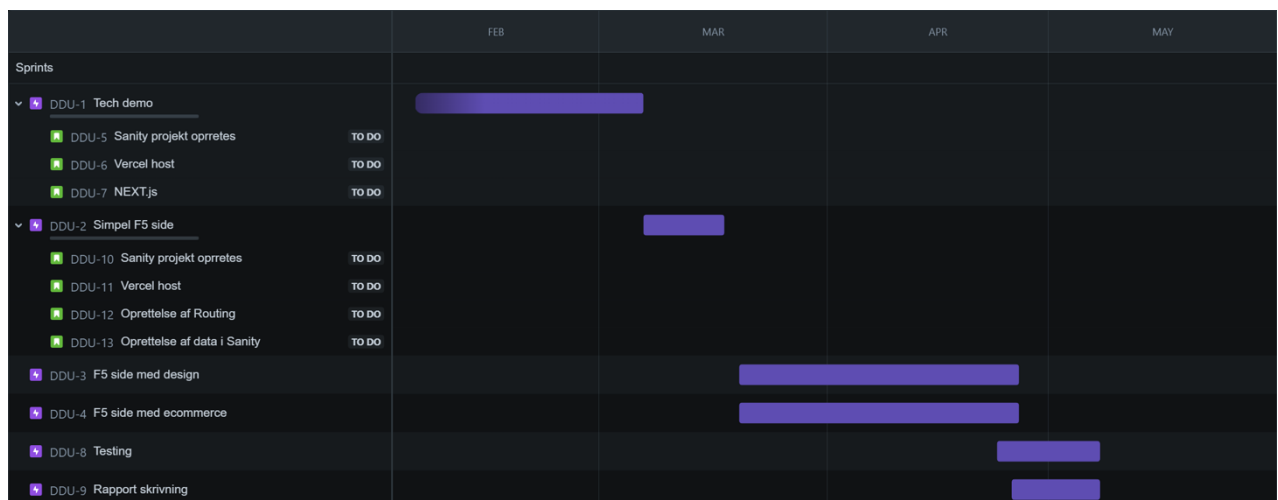 FEB MAR APR MAY
Sprints
DDU-1 Tech demo
DDU-5 Sanity projekt oprretes TO DO
DDU-6 Vercel host TO DO
DDU-7 NEXT.js TO DO
DDU-2 Simpel F5 side
DDU-10 Sanity projekt oprretes TO DO
DDU-11 Vercel host TO DO
DDU-12 Oprettelse af Routing TO DO
DDU-13 Oprettelse af data i Sanity TO DO
DDU-3 F5 side med design
DDU-4 F5 side med ecommerce
DDU-8 Testing
DDU-9 Rapport skrivning